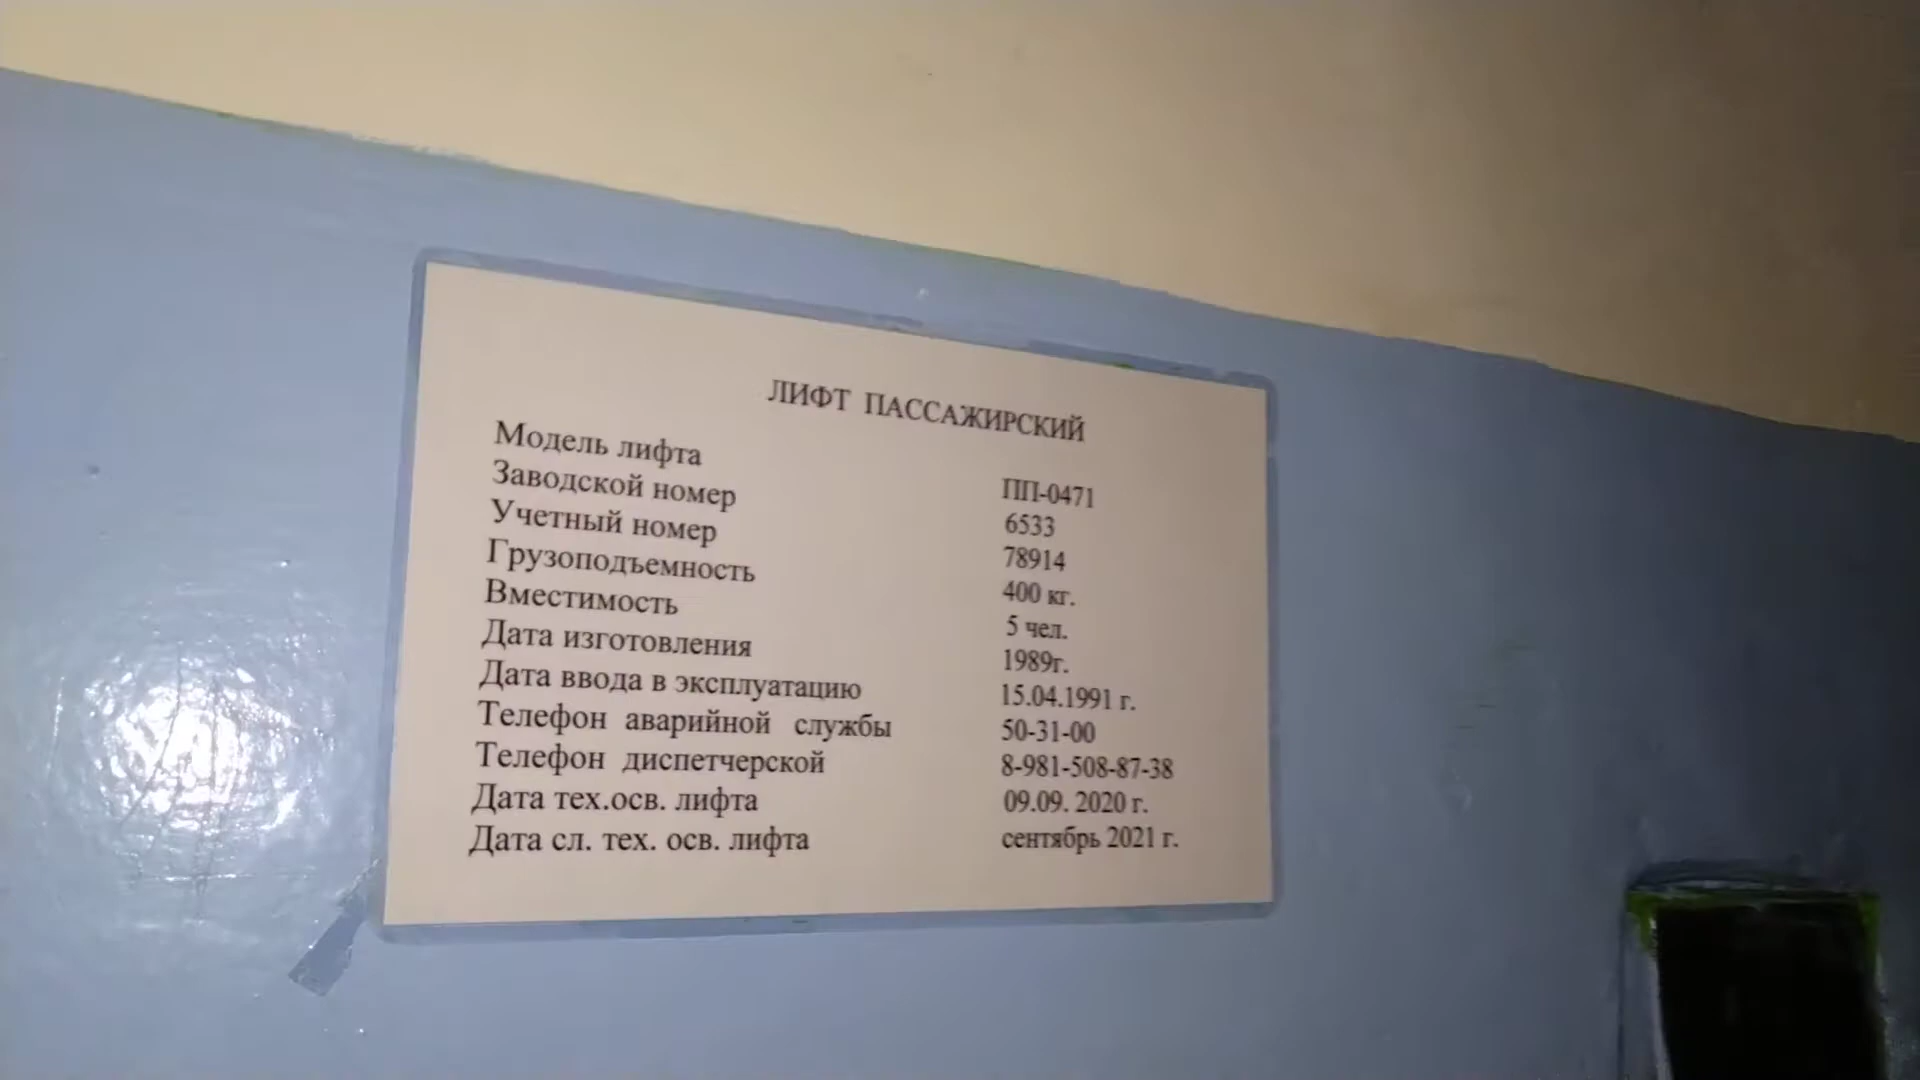 ЛИФТ ПАССАЖИРСКИЙ
Модель лифта ПП-0471
Заводской номер 6533
Учетный номер 78914
Грузоподъемность 400 кг.
Вместимость 5 чел.
Дата изготовления 1989г.
Дата ввода в эксплуатацию 15.04.1991 г.
Телефон аварийной службы 50-31-00
Телефон диспетчерской 8-981-508-87-38
Дата тех.осв. лифта 09.09. 2020 г.
Дата сл. тех. осв. лифта сентябрь 2021 г.